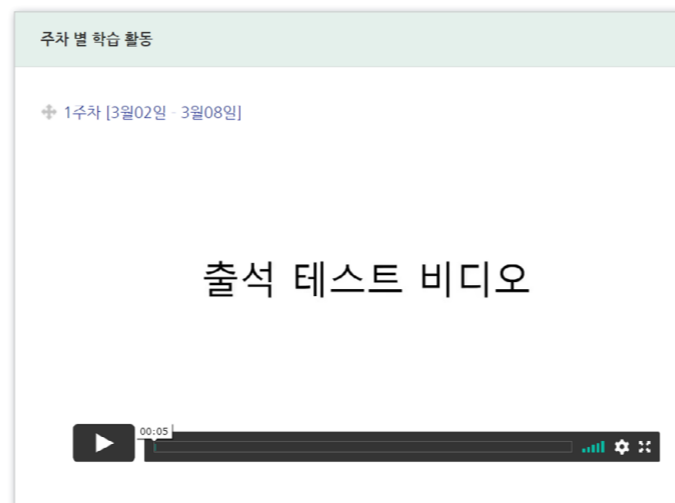 주차 별 학습 활동
1주차 [3월02일 - 3월08일]
출석 테스트 비디오
00:05